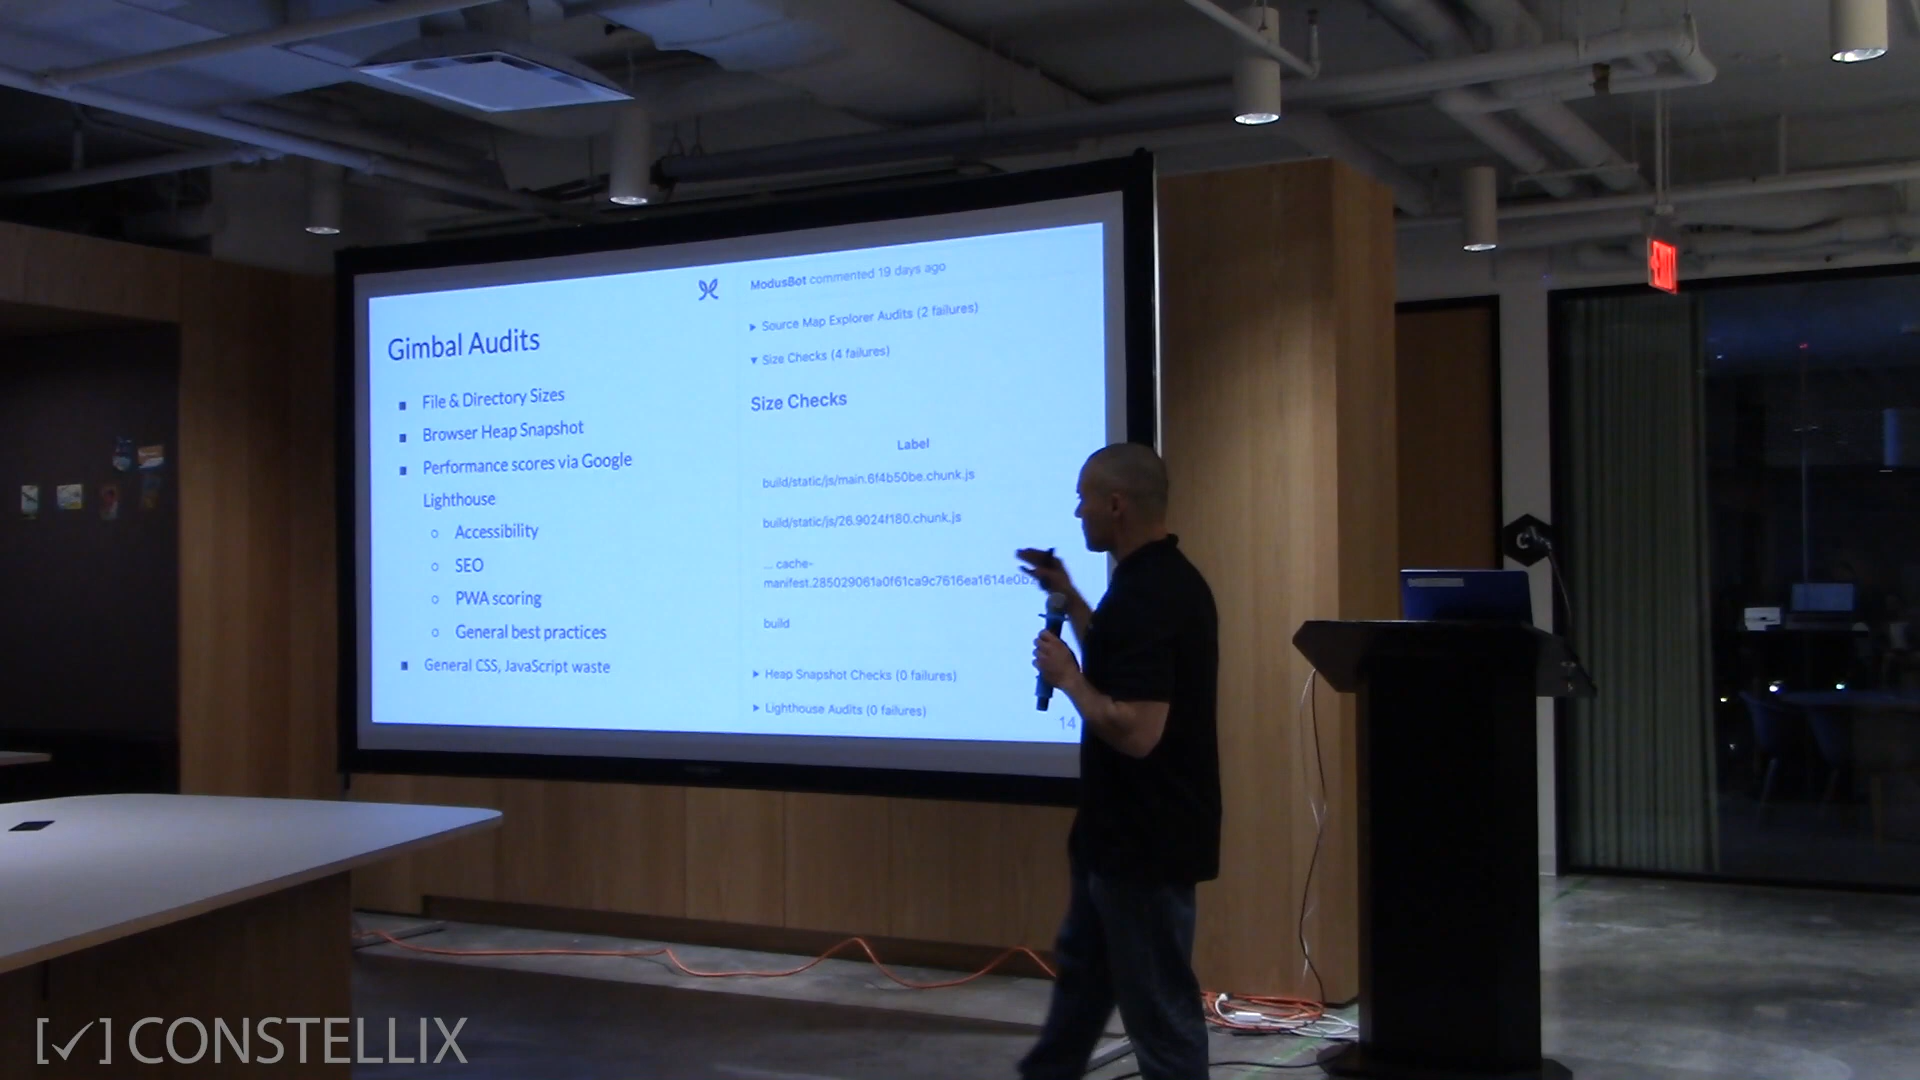 Gimbal Audits
■ File & Directory Sizes
■ Browser Heap Snapshot
■ Performance scores via Google
Lighthouse
○ Accessibility
○ SEO
○ PWA scoring
○ General best practices
■ General CSS, JavaScript waste
ModusBot commented 19 days ago
▶ Source Map Explorer Audits (2 failures)
▼ Size Checks (4 failures)
Size Checks
Label
build/static/js/main.6f4b50be.chunk.js
build/static/js/26.9024f180.chunk.js
... cache-
build
▶ Heap Snapshot Checks (0 failures)
▶ Lighthouse Audits (0 failures)
14
EXIT
[✓] CONSTELLIX